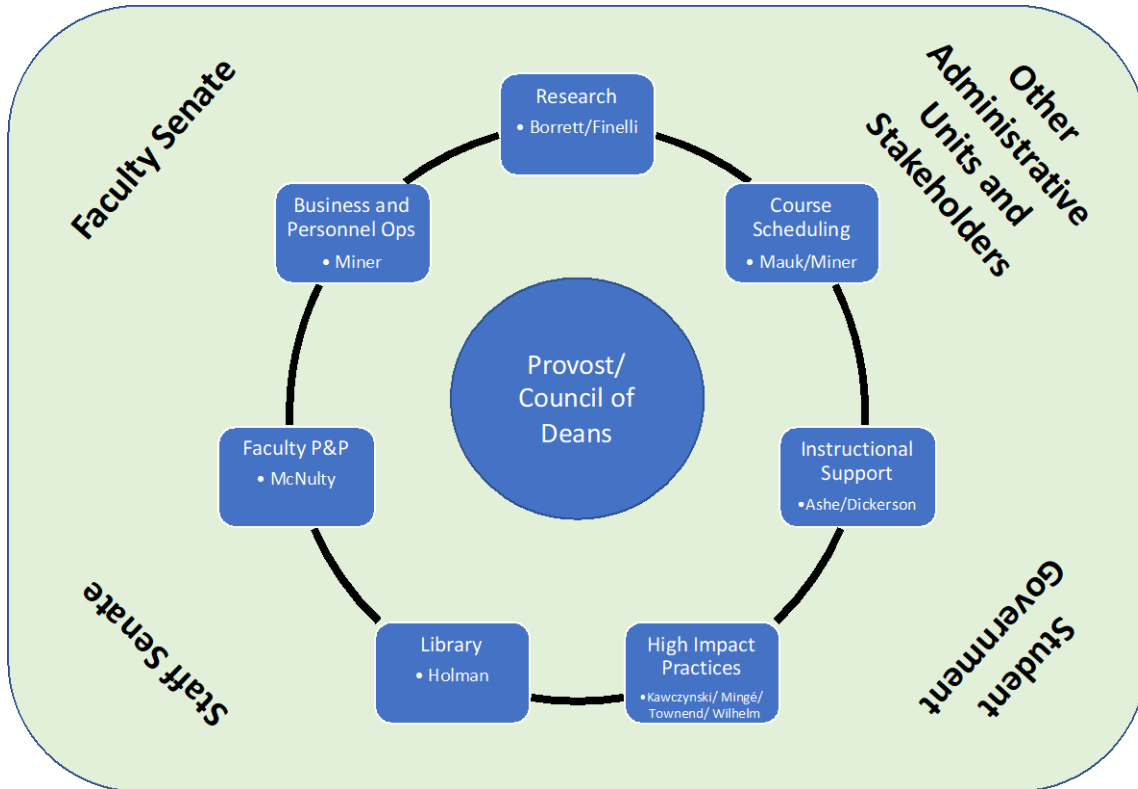 Faculty Senate
Other
Administrative
Units and
Stakeholders
Research
• Borrett/Finelli
Business and
Personnel Ops
• Miner
Course
Scheduling
• Mauk/Miner
Provost/
Council of
Deans
Faculty P&P
• McNulty
Instructional
Support
•Ashe/Dickerson
Library
• Holman
High Impact
Practices
•Kawczynski/ Mingé/
Townend/ Wilhelm
Staff Senate
Student
Government